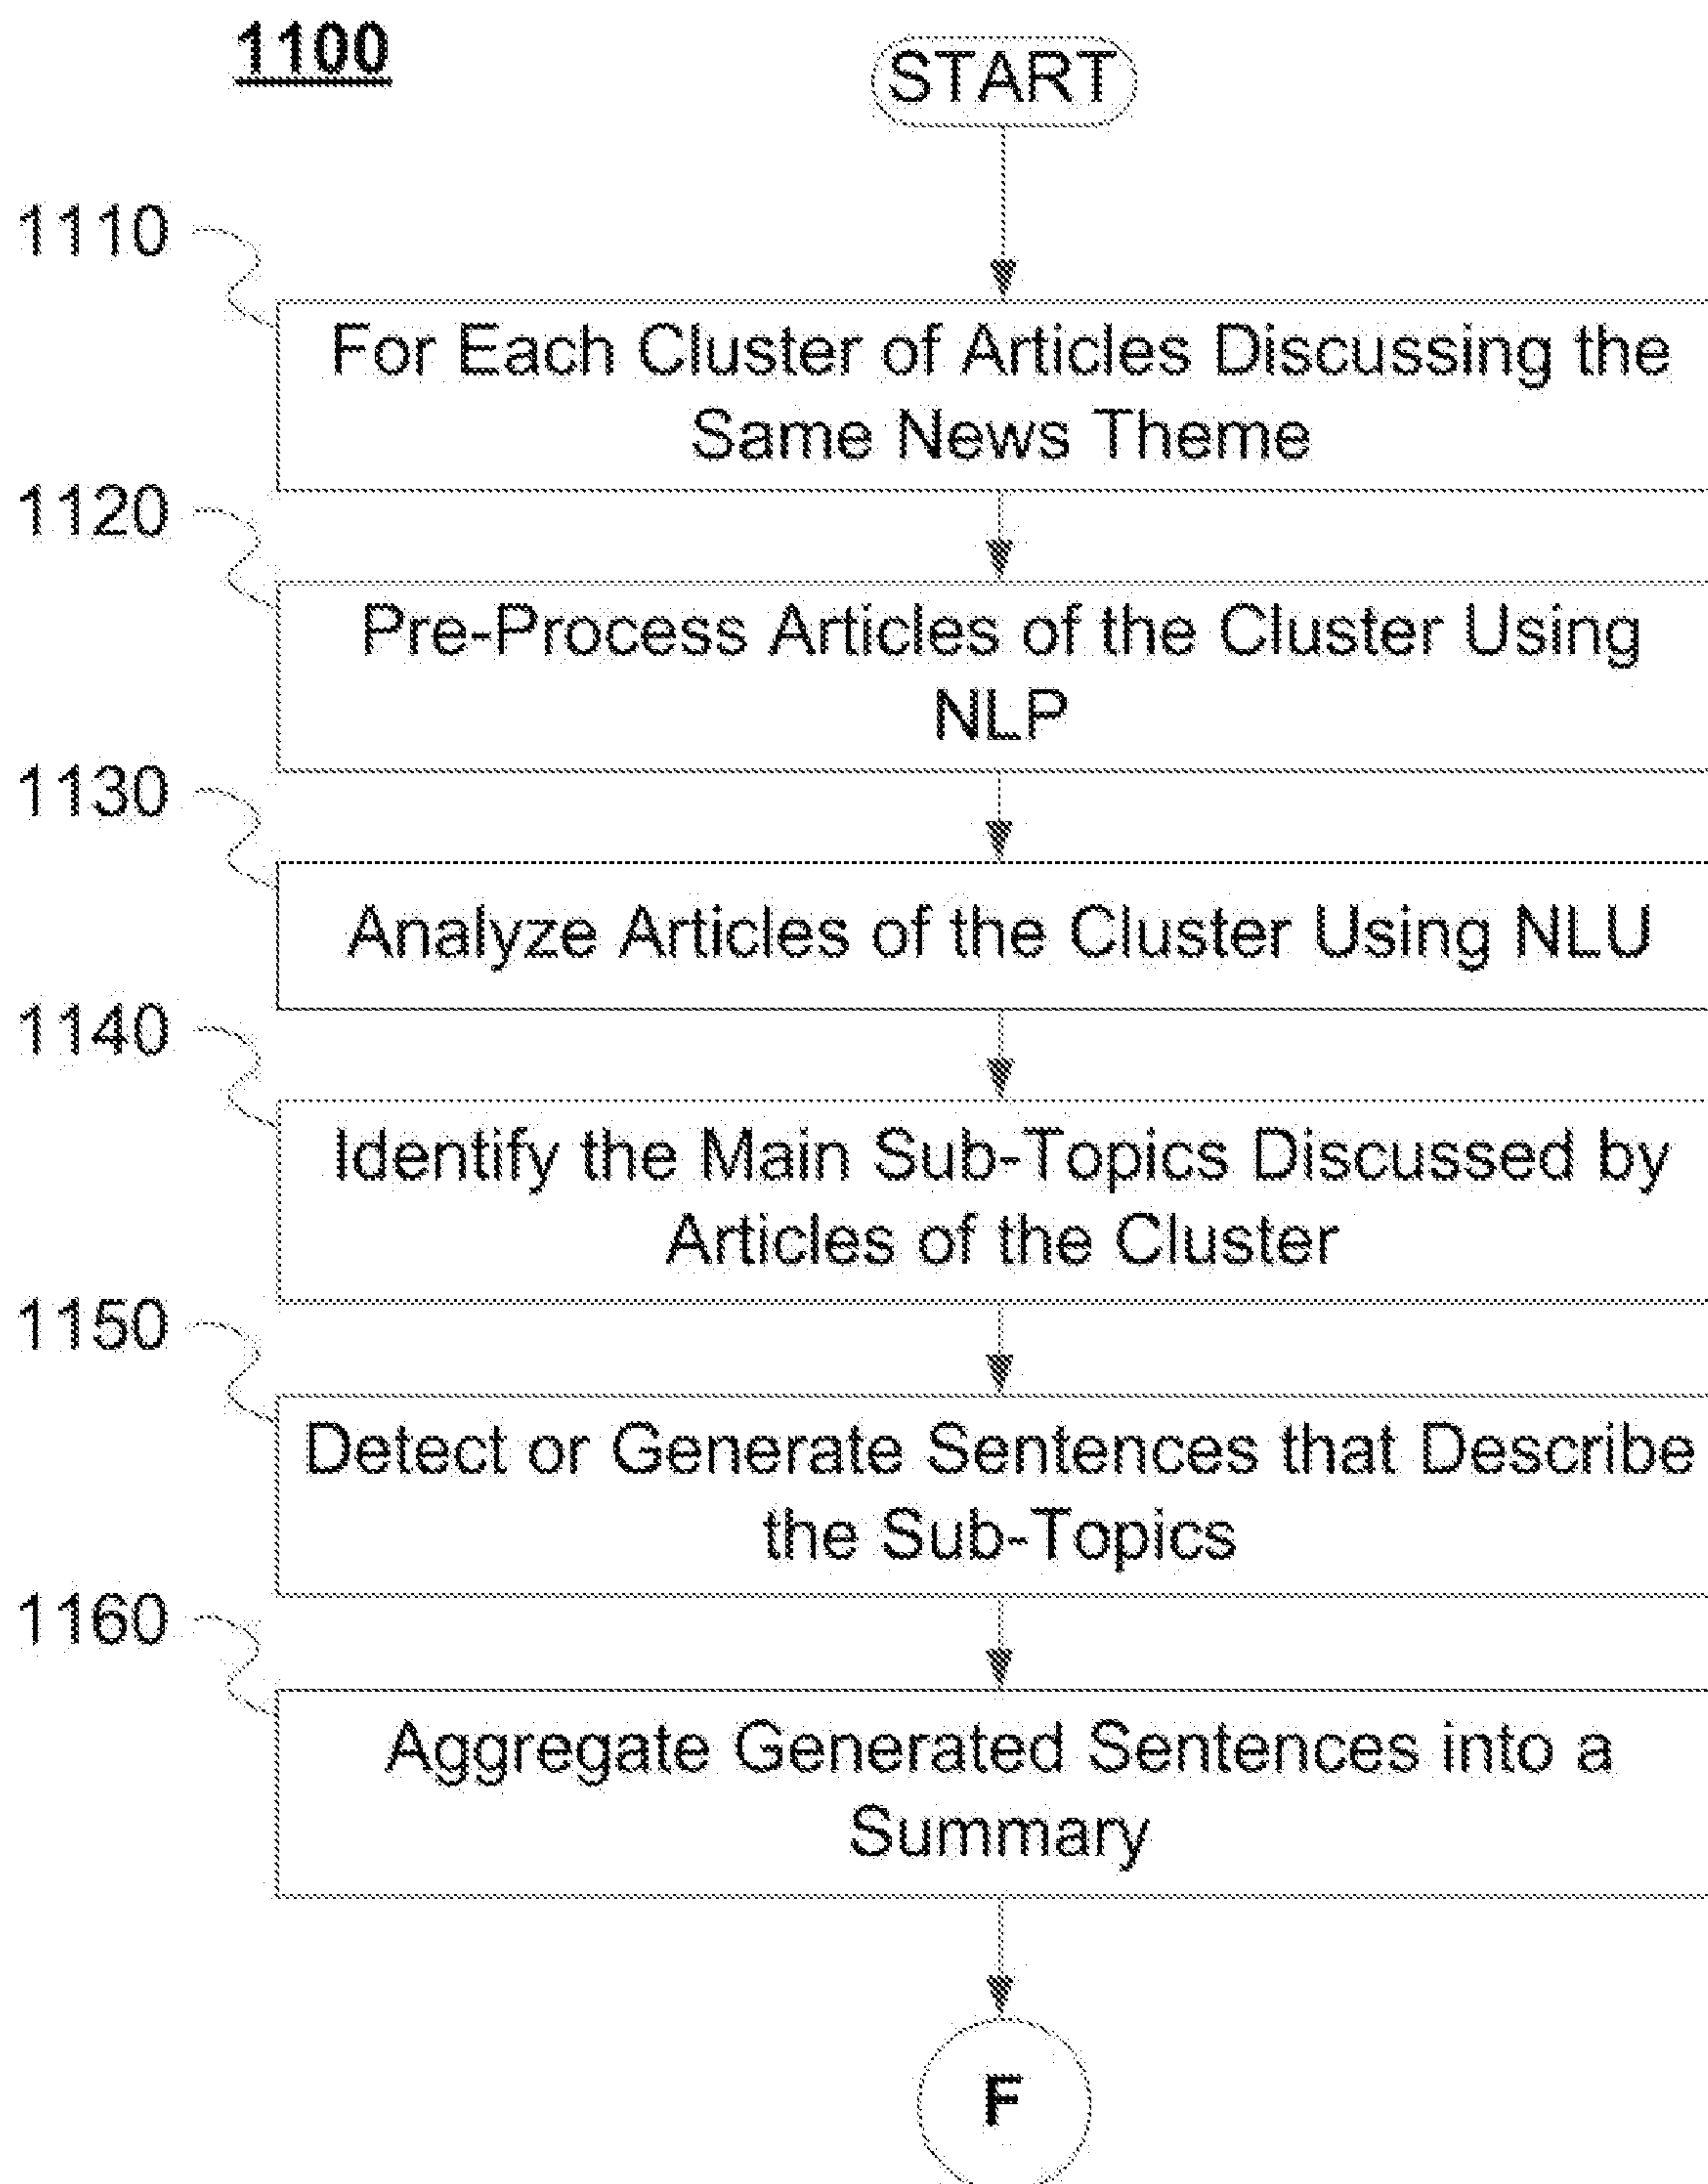 1100
START
1110
For Each Cluster of Articles Discussing the
Same News Theme
1120
Pre-Process Articles of the Cluster Using
NLP
1130
Analyze Articles of the Cluster Using NLU
1140
Identify the Main Sub-Topics Discussed by
Articles of the Cluster
1150
Detect or Generate Sentences that Describe
the Sub-Topics
1160
Aggregate Generated Sentences into a
Summary
F